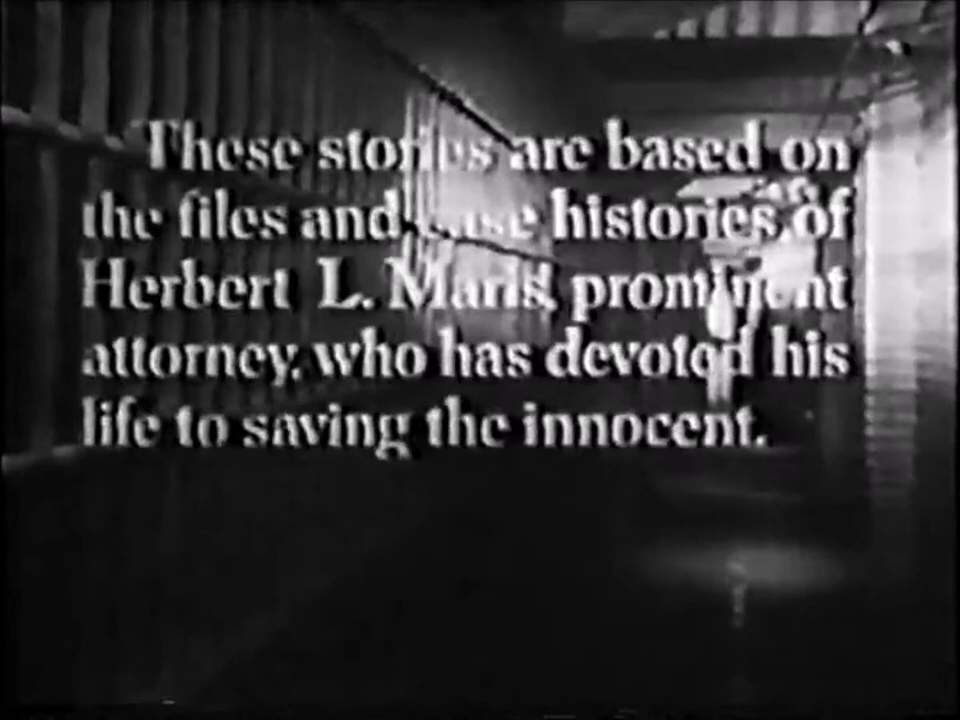 These stories are based on
the files and case histories of
Herbert L. Maris, prominent
attorney, who has devoted his
life to saving the innocent.